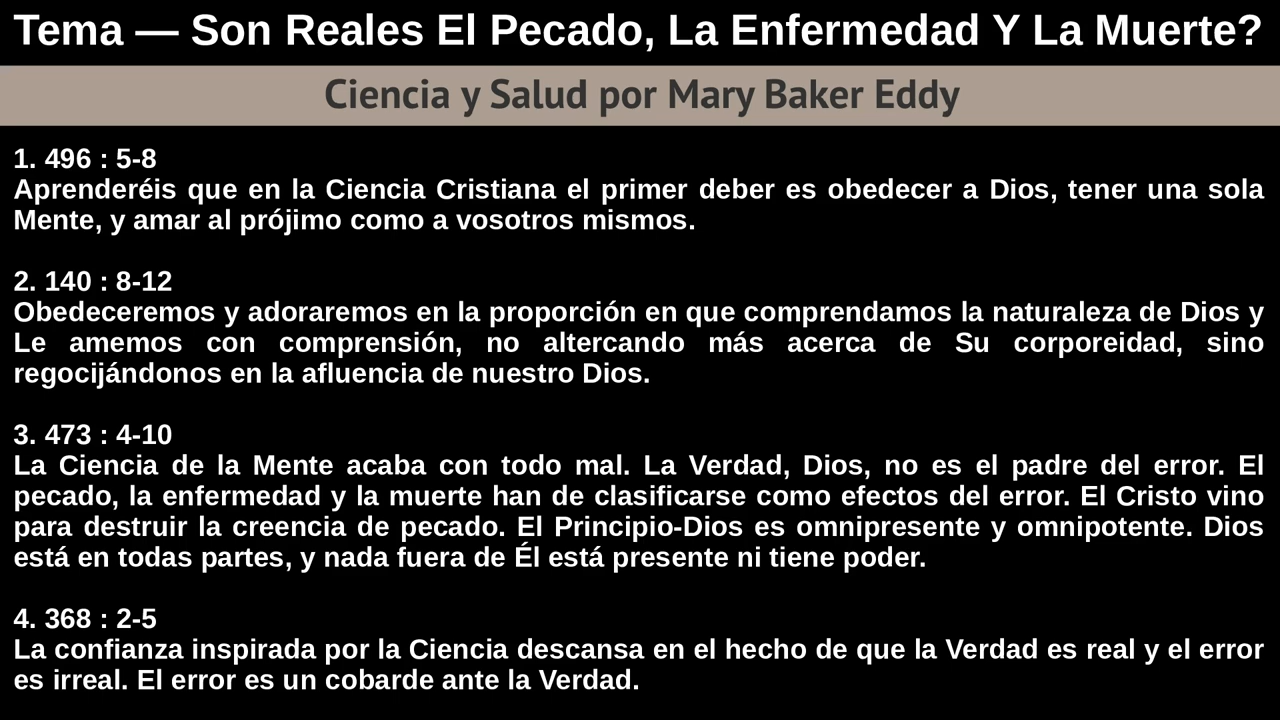 Tema — Son Reales El Pecado, La Enfermedad Y La Muerte?
Ciencia y Salud por Mary Baker Eddy
1. 496 : 5-8
Aprenderéis que en la Ciencia Cristiana el primer deber es obedecer a Dios, tener una sola
Mente, y amar al prójimo como a vosotros mismos.
2. 140 : 8-12
Obedeceremos y adoraremos en la proporción en que comprendamos la naturaleza de Dios y
Le amemos con comprensión, no altercando más acerca de Su corporeidad, sino
regocijándonos en la afluencia de nuestro Dios.
3. 473 : 4-10
La Ciencia de la Mente acaba con todo mal. La Verdad, Dios, no es el padre del error. El
pecado, la enfermedad y la muerte han de clasificarse como efectos del error. El Cristo vino
para destruir la creencia de pecado. El Principio-Dios es omnipresente y omnipotente. Dios
está en todas partes, y nada fuera de Él está presente ni tiene poder.
4. 368 : 2-5
La confianza inspirada por la Ciencia descansa en el hecho de que la Verdad es real y el error
es irreal. El error es un cobarde ante la Verdad.